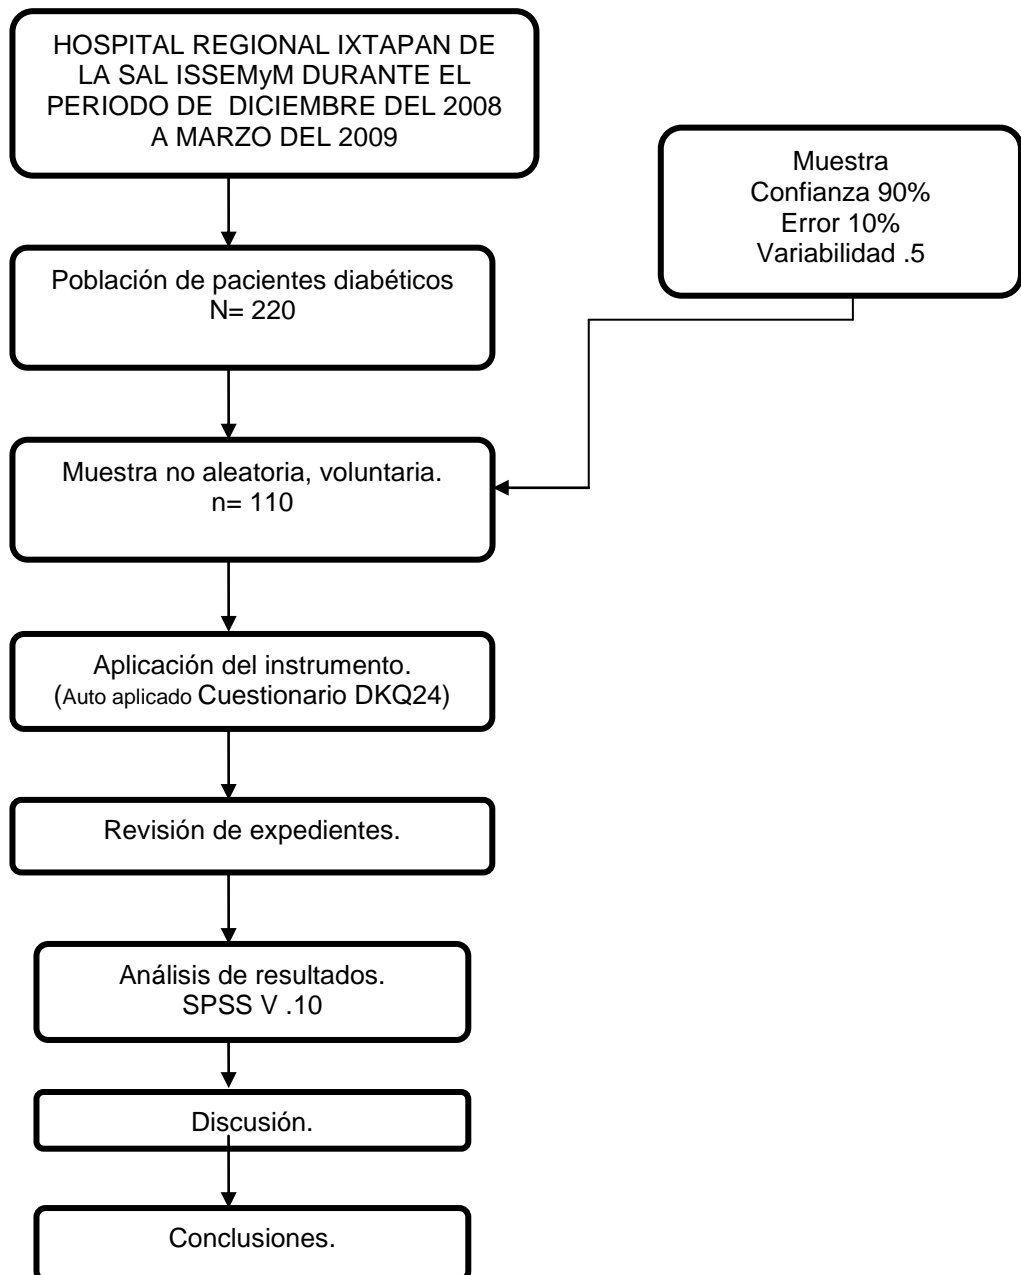 HOSPITAL REGIONAL IXTAPAN DE
LA SAL ISSEMyM DURANTE EL
PERIODO DE DICIEMBRE DEL 2008
A MARZO DEL 2009
Muestra
Confianza 90%
Error 10%
Variabilidad .5
Población de pacientes diabéticos
N= 220
Muestra no aleatoria, voluntaria.
n= 110
Aplicación del instrumento.
(Auto aplicado Cuestionario DKQ24)
Revisión de expedientes.
Análisis de resultados.
SPSS V .10
Discusión.
Conclusiones.